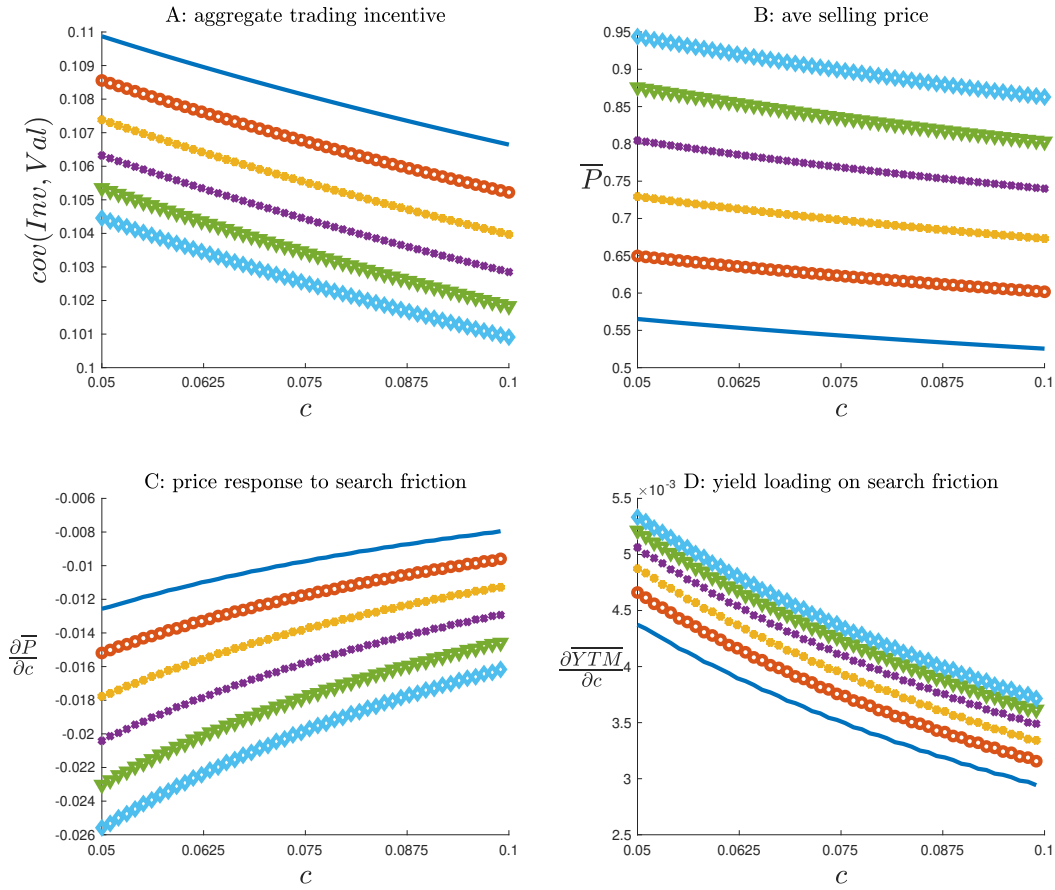 A: aggregate trading incentive
0.11
0.109
0.108
0.107
0.106
0.105
0.104
0.103
0.102
0.101
0.1
cov(Inv, Val)
0.05 0.0625 0.075 0.0875 0.1
c
B: ave selling price
0.95
0.9
0.85
0.8
0.75
0.7
0.65
0.6
0.55
0.5
P̅
0.05 0.0625 0.075 0.0875 0.1
c
C: price response to search friction
-0.006
-0.008
-0.01
-0.012
-0.014
-0.016
-0.018
-0.02
-0.022
-0.024
-0.026
∂P̅
∂c
0.05 0.0625 0.075 0.0875 0.1
c
D: yield loading on search friction
×10⁻³
5.5
5
4.5
4
3.5
3
2.5
∂Y̅T̅M̅
∂c
0.05 0.0625 0.075 0.0875 0.1
c